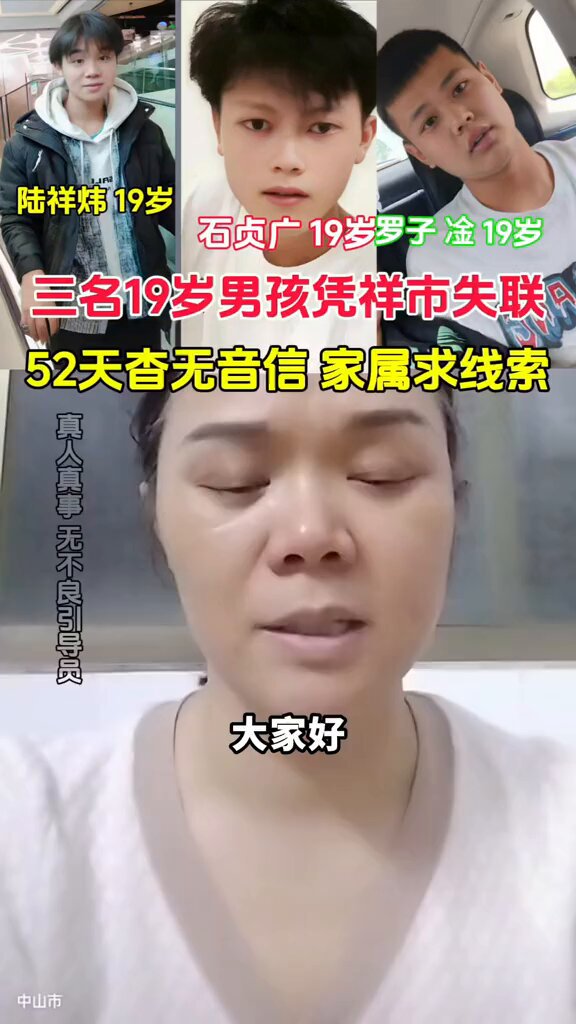 陆祥炜 19岁
石贞广 19岁
罗子淦 19岁
三名19岁男孩凭祥市失联
52天杳无音信 家属求线索
真人真事 无不良引导员
大家好
中山市